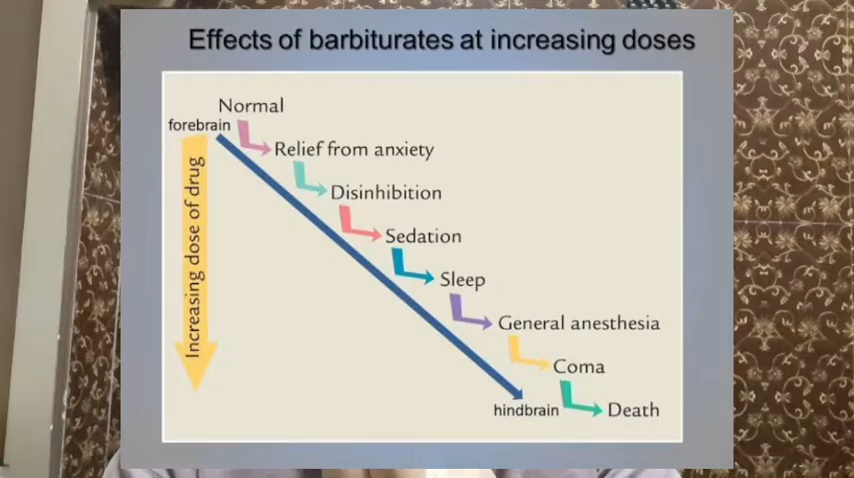 Effects of barbiturates at increasing doses
Normal
forebrain
Relief from anxiety
Disinhibition
Sedation
Sleep
General anesthesia
Coma
hindbrain
Death
Increasing dose of drug